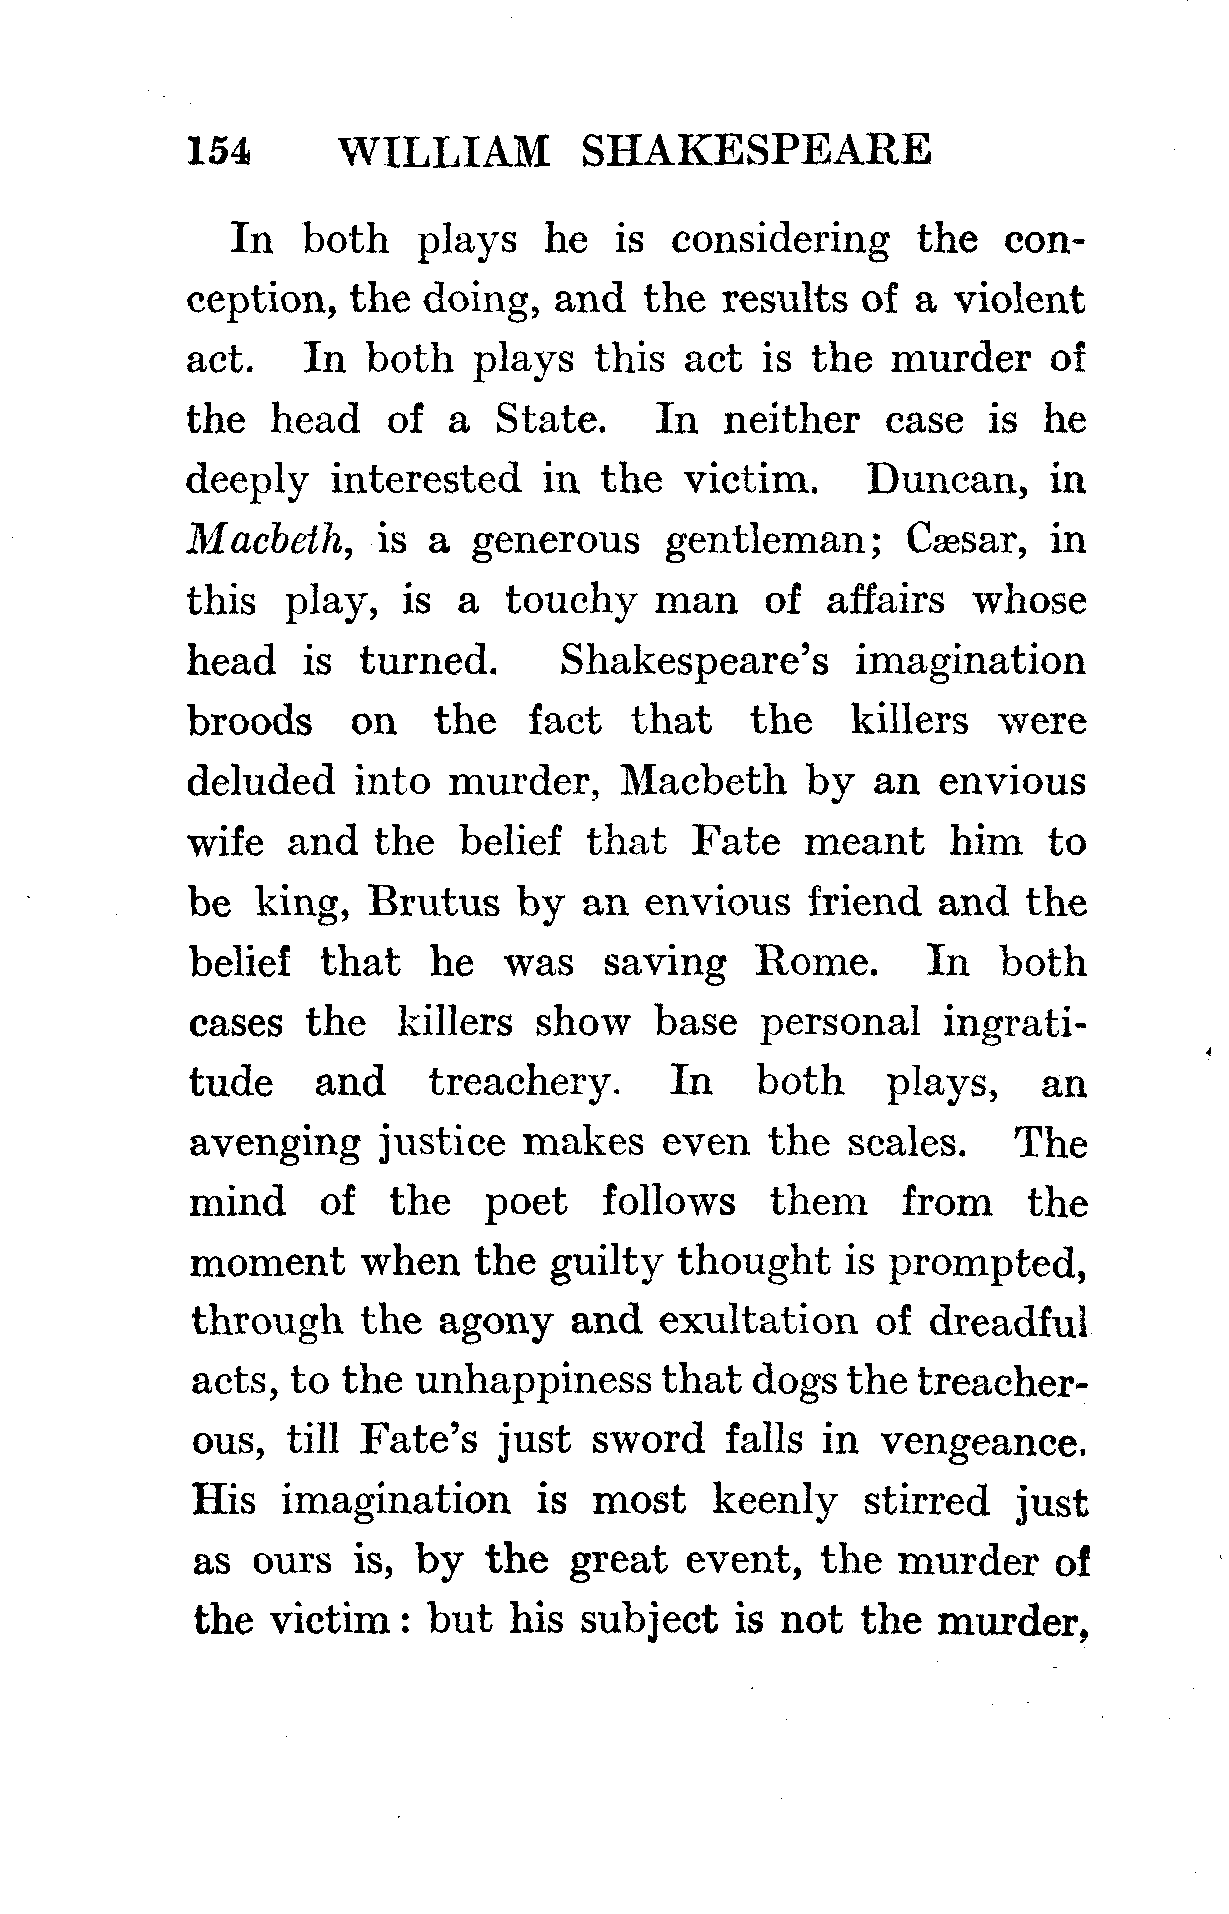 154 WILLIAM SHAKESPEARE
In both plays he is considering the con-
ception, the doing, and the results of a violent
act. In both plays this act is the murder of
the head of a State. In neither case is he
deeply interested in the victim. Duncan, in
Macbeth, is a generous gentleman; Cæsar, in
this play, is a touchy man of affairs whose
head is turned. Shakespeare's imagination
broods on the fact that the killers were
deluded into murder, Macbeth by an envious
wife and the belief that Fate meant him to
be king, Brutus by an envious friend and the
belief that he was saving Rome. In both
cases the killers show base personal ingrati-
tude and treachery. In both plays, an
avenging justice makes even the scales. The
mind of the poet follows them from the
moment when the guilty thought is prompted,
through the agony and exultation of dreadful
acts, to the unhappiness that dogs the treacher-
ous, till Fate's just sword falls in vengeance.
His imagination is most keenly stirred just
as ours is, by the great event, the murder of
the victim: but his subject is not the murder,